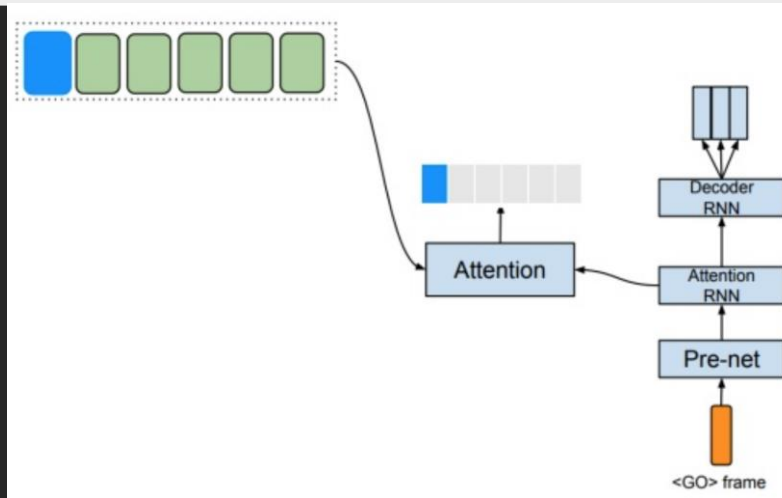 Decoder
RNN
Attention
Attention
RNN
Pre-net
<GO> frame